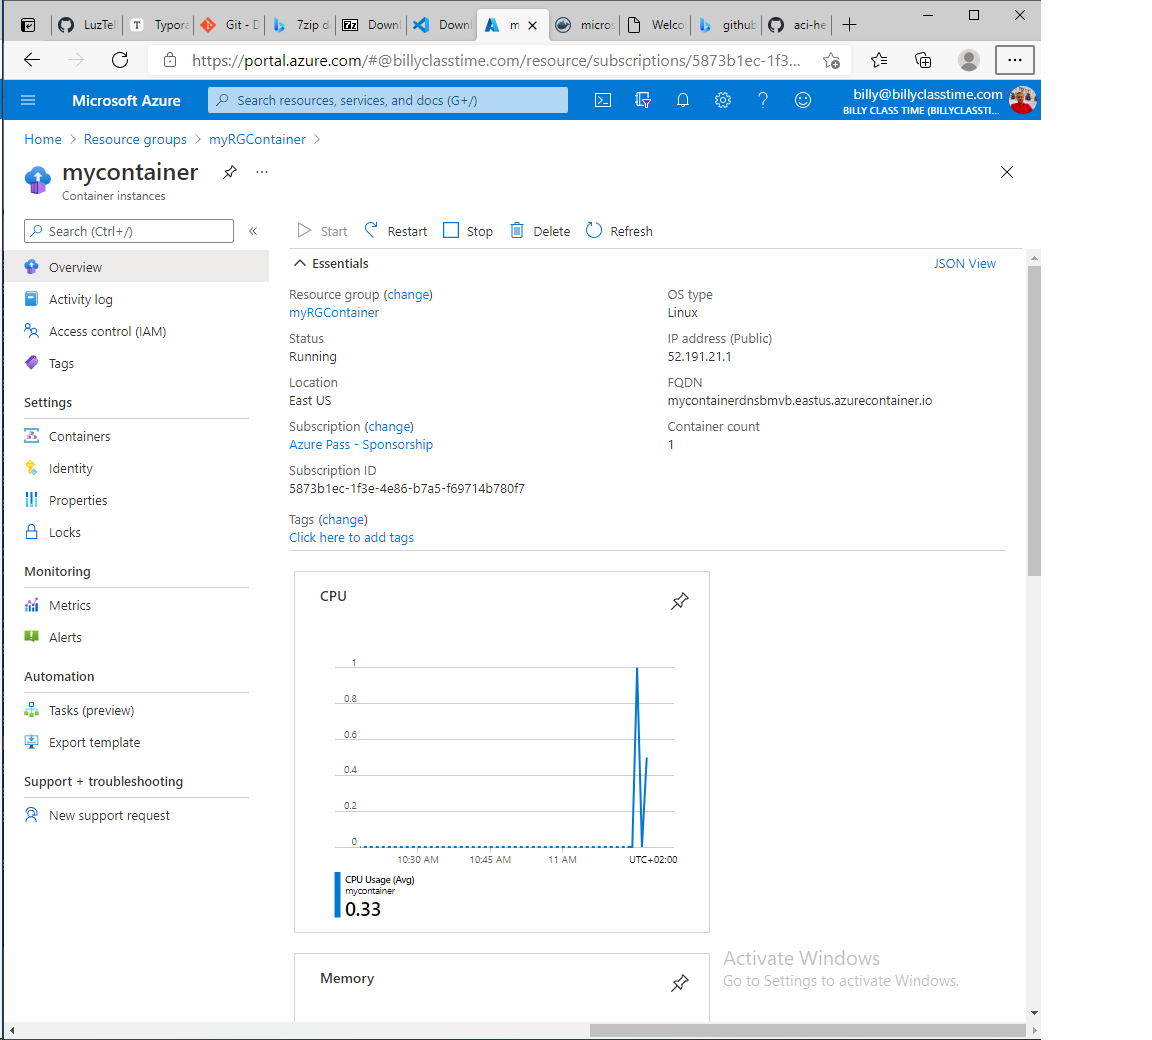 LuzTel
T Typora
Git - D
7zip d
7z Down
Down
m
micros
Welco
github
aci-he
https://portal.azure.com/#@billyclasstime.com/resource/subscriptions/5873b1ec-1f3...
Microsoft Azure
Search resources, services, and docs (G+/)
billy@billyclasstime.com
BILLY CLASS TIME (BILLYCLASSTI...
Home > Resource groups > myRGContainer >
mycontainer
Container instances
Search (Ctrl+/)
«
Start
Restart
Stop
Delete
Refresh
Overview
Activity log
Access control (IAM)
Tags
Settings
Containers
Identity
Properties
Locks
Monitoring
Metrics
Alerts
Automation
Tasks (preview)
Export template
Support + troubleshooting
New support request
Essentials
JSON View
Resource group (change)
myRGContainer
Status
Running
Location
East US
Subscription (change)
Azure Pass - Sponsorship
Subscription ID
5873b1ec-1f3e-4e86-b7a5-f69714b780f7
Tags (change)
Click here to add tags
OS type
Linux
IP address (Public)
52.191.21.1
FQDN
mycontainerdnsbmvb.eastus.azurecontainer.io
Container count
1
CPU
1
0.8
0.6
0.4
0.2
0
10:30 AM
10:45 AM
11 AM
UTC+02:00
CPU Usage (Avg)
mycontainer
0.33
Memory
Activate Windows
Go to Settings to activate Windows.